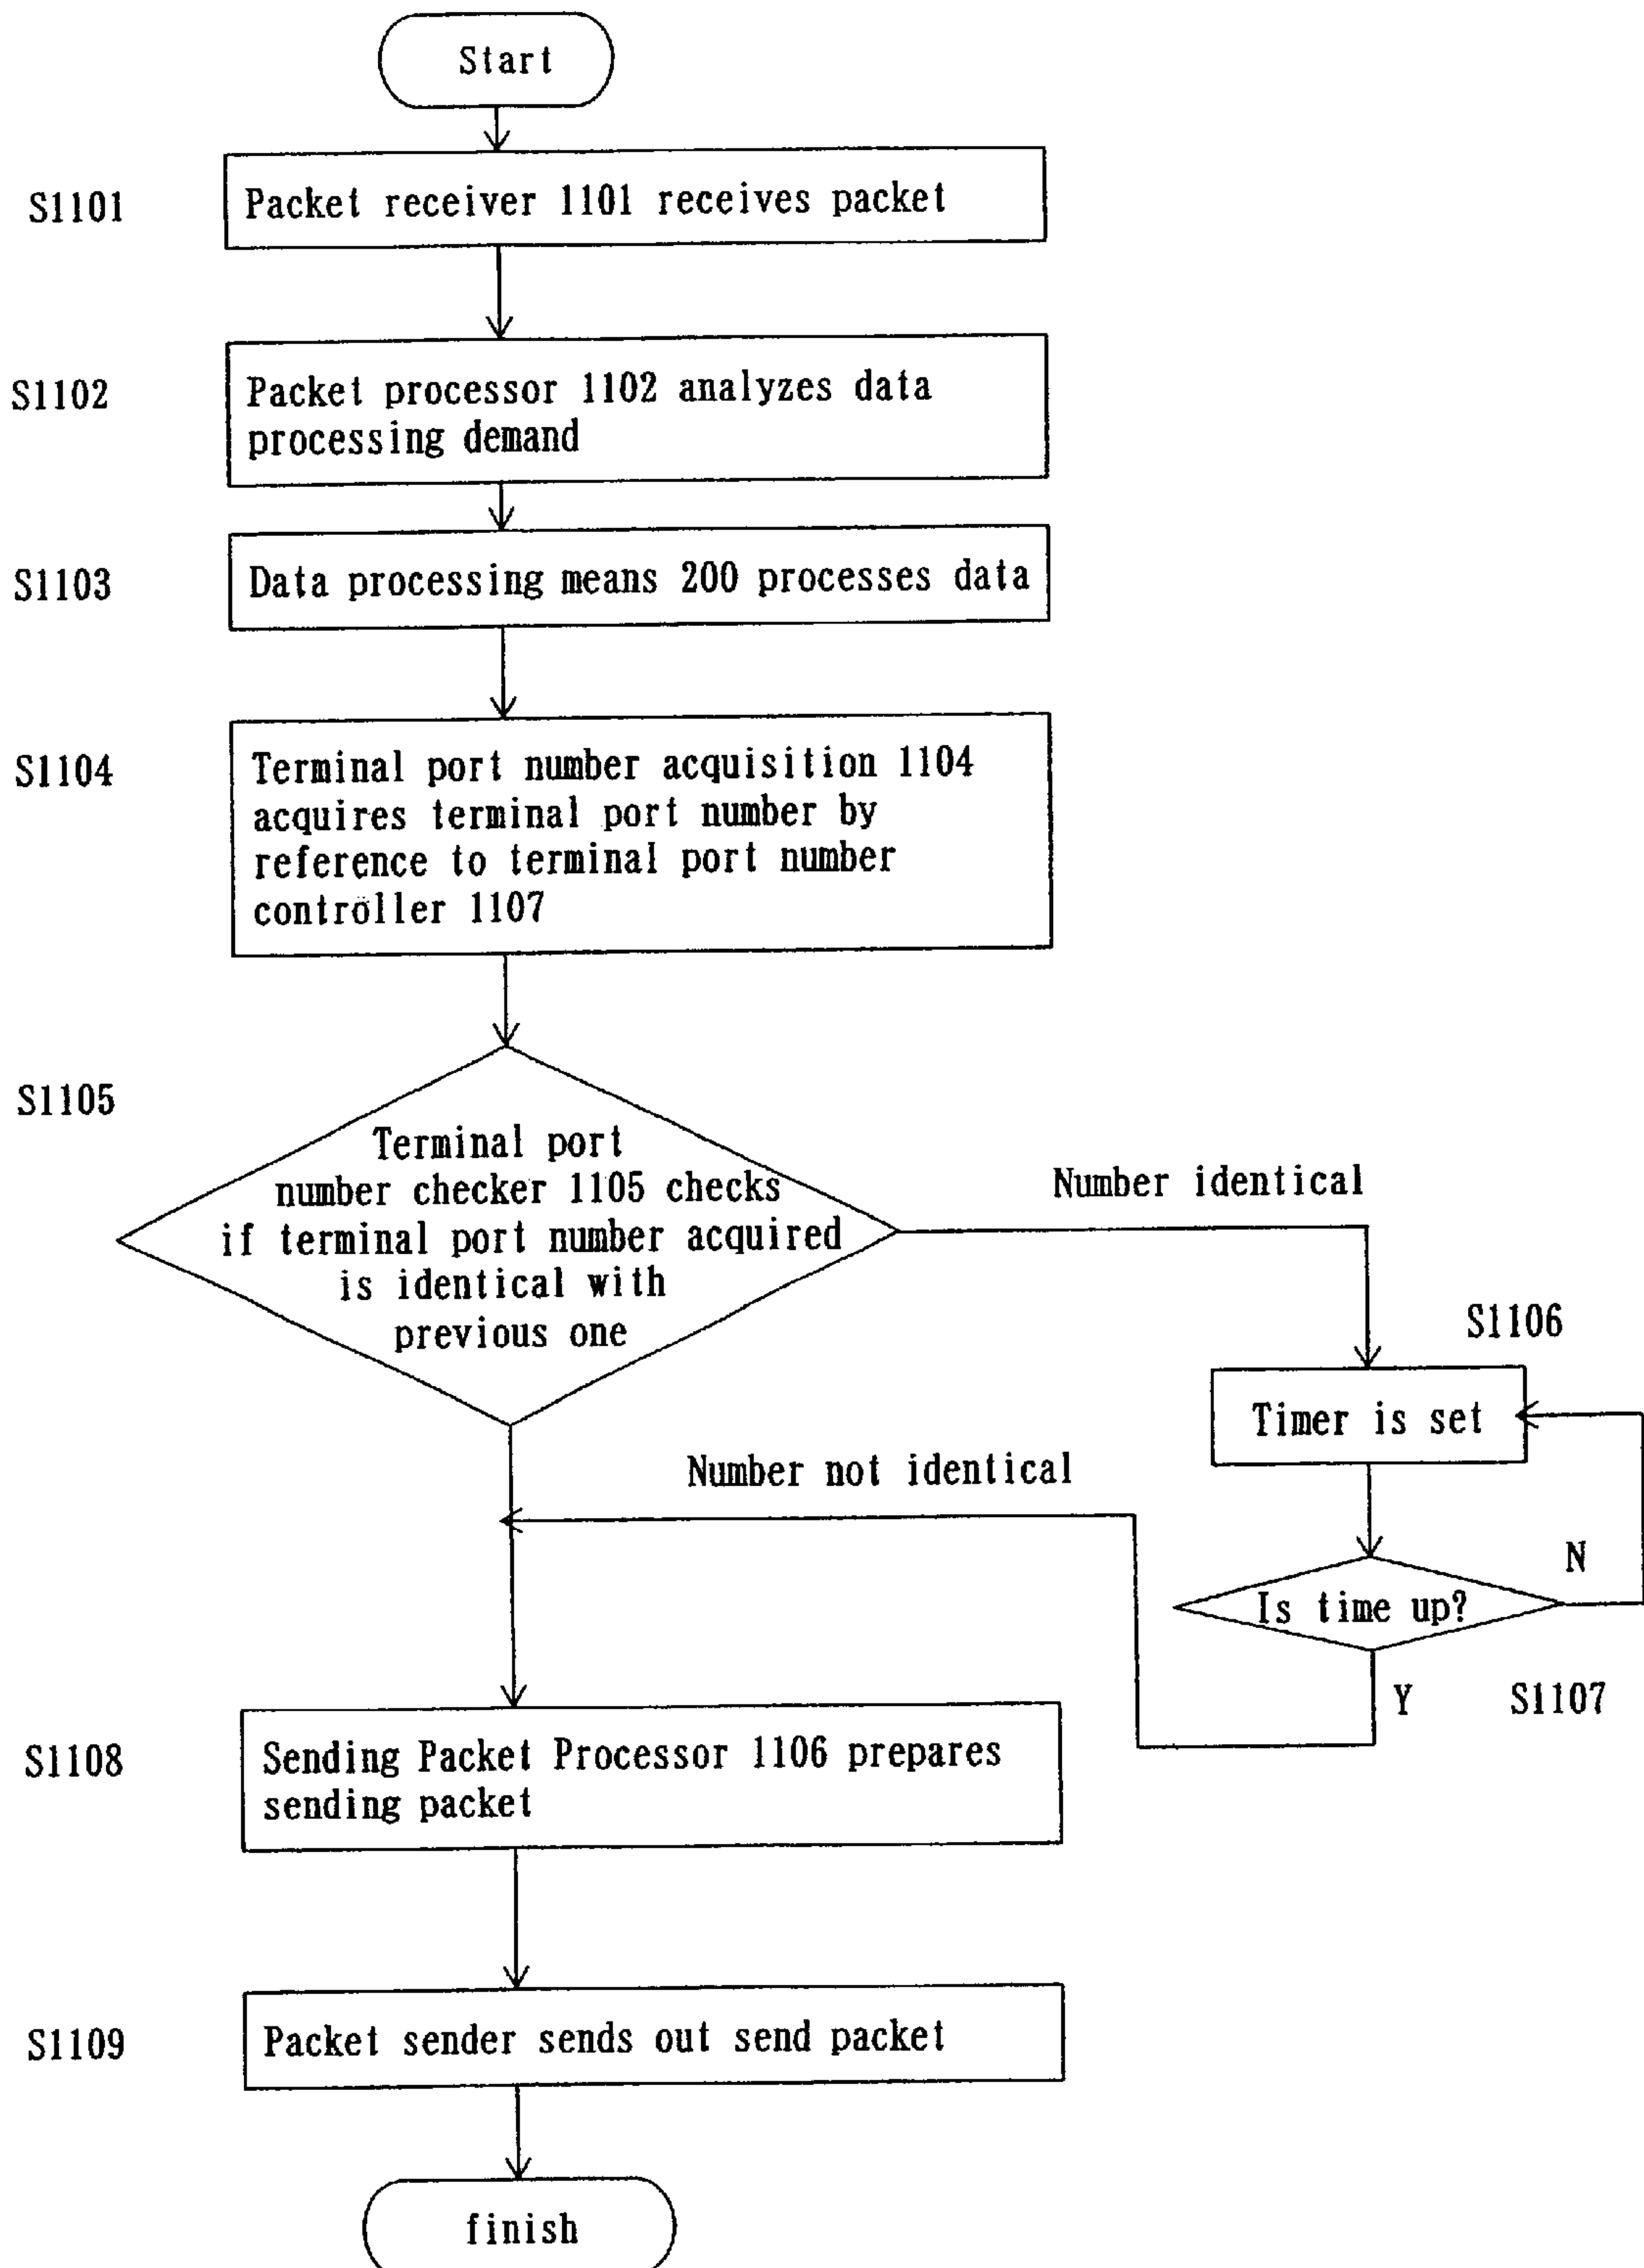 Start
S1101
Packet receiver 1101 receives packet
S1102
Packet processor 1102 analyzes data
processing demand
S1103
Data processing means 200 processes data
S1104
Terminal port number acquisition 1104
acquires terminal port number by
reference to terminal port number
controller 1107
S1105
Terminal port
number checker 1105 checks
if terminal port number acquired
is identical with
previous one
Number identical
S1106
Timer is set
Number not identical
N
Is time up?
Y
S1107
S1108
Sending Packet Processor 1106 prepares
sending packet
S1109
Packet sender sends out send packet
finish